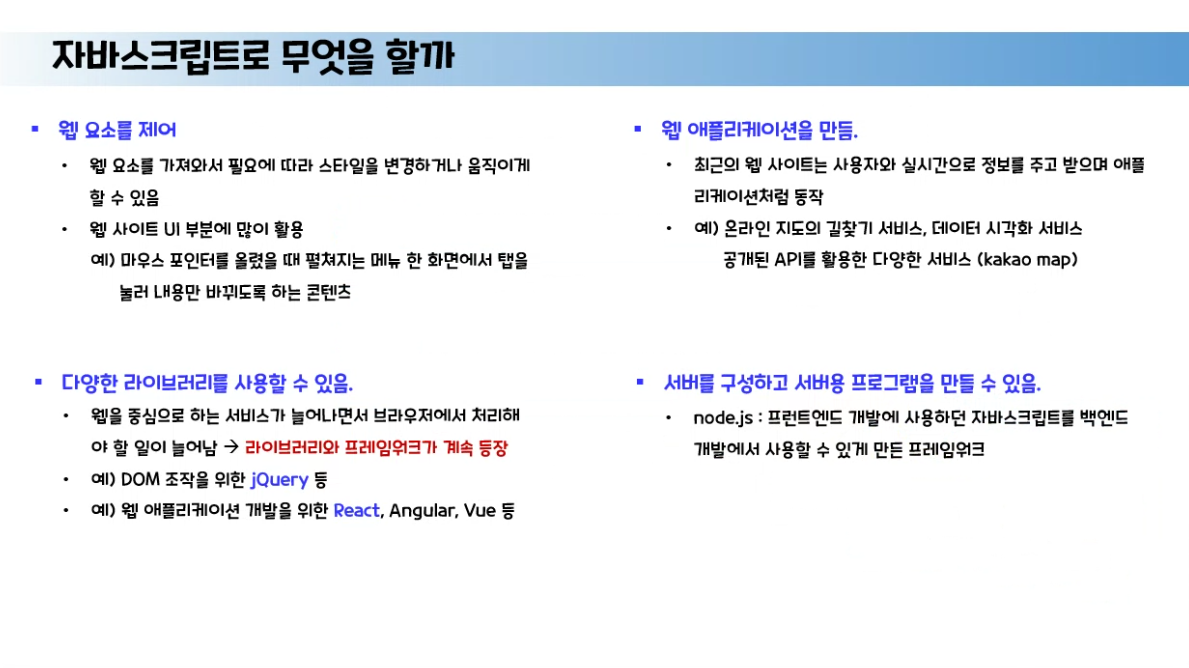 자바스크립트로 무엇을 할까
▪ 웹 요소를 제어
• 웹 요소를 가져와서 필요에 따라 스타일을 변경하거나 움직이게
할 수 있음
• 웹 사이트 UI 부분에 많이 활용
예) 마우스 포인터를 올렸을 때 펼쳐지는 메뉴 한 화면에서 탭을
눌러 내용만 바뀌도록 하는 콘텐츠
▪ 다양한 라이브러리를 사용할 수 있음.
• 웹을 중심으로 하는 서비스가 늘어나면서 브라우저에서 처리해
야 할 일이 늘어남 → 라이브러리와 프레임워크가 계속 등장
• 예) DOM 조작을 위한 jQuery 등
• 예) 웹 애플리케이션 개발을 위한 React, Angular, Vue 등
▪ 웹 애플리케이션을 만듬.
• 최근의 웹 사이트는 사용자와 실시간으로 정보를 주고 받으며 애플
리케이션처럼 동작
• 예) 온라인 지도의 길찾기 서비스, 데이터 시각화 서비스
공개된 API를 활용한 다양한 서비스 (kakao map)
▪ 서버를 구성하고 서버용 프로그램을 만들 수 있음.
• node.js : 프런트엔드 개발에 사용하던 자바스크립트를 백엔드
개발에서 사용할 수 있게 만든 프레임워크